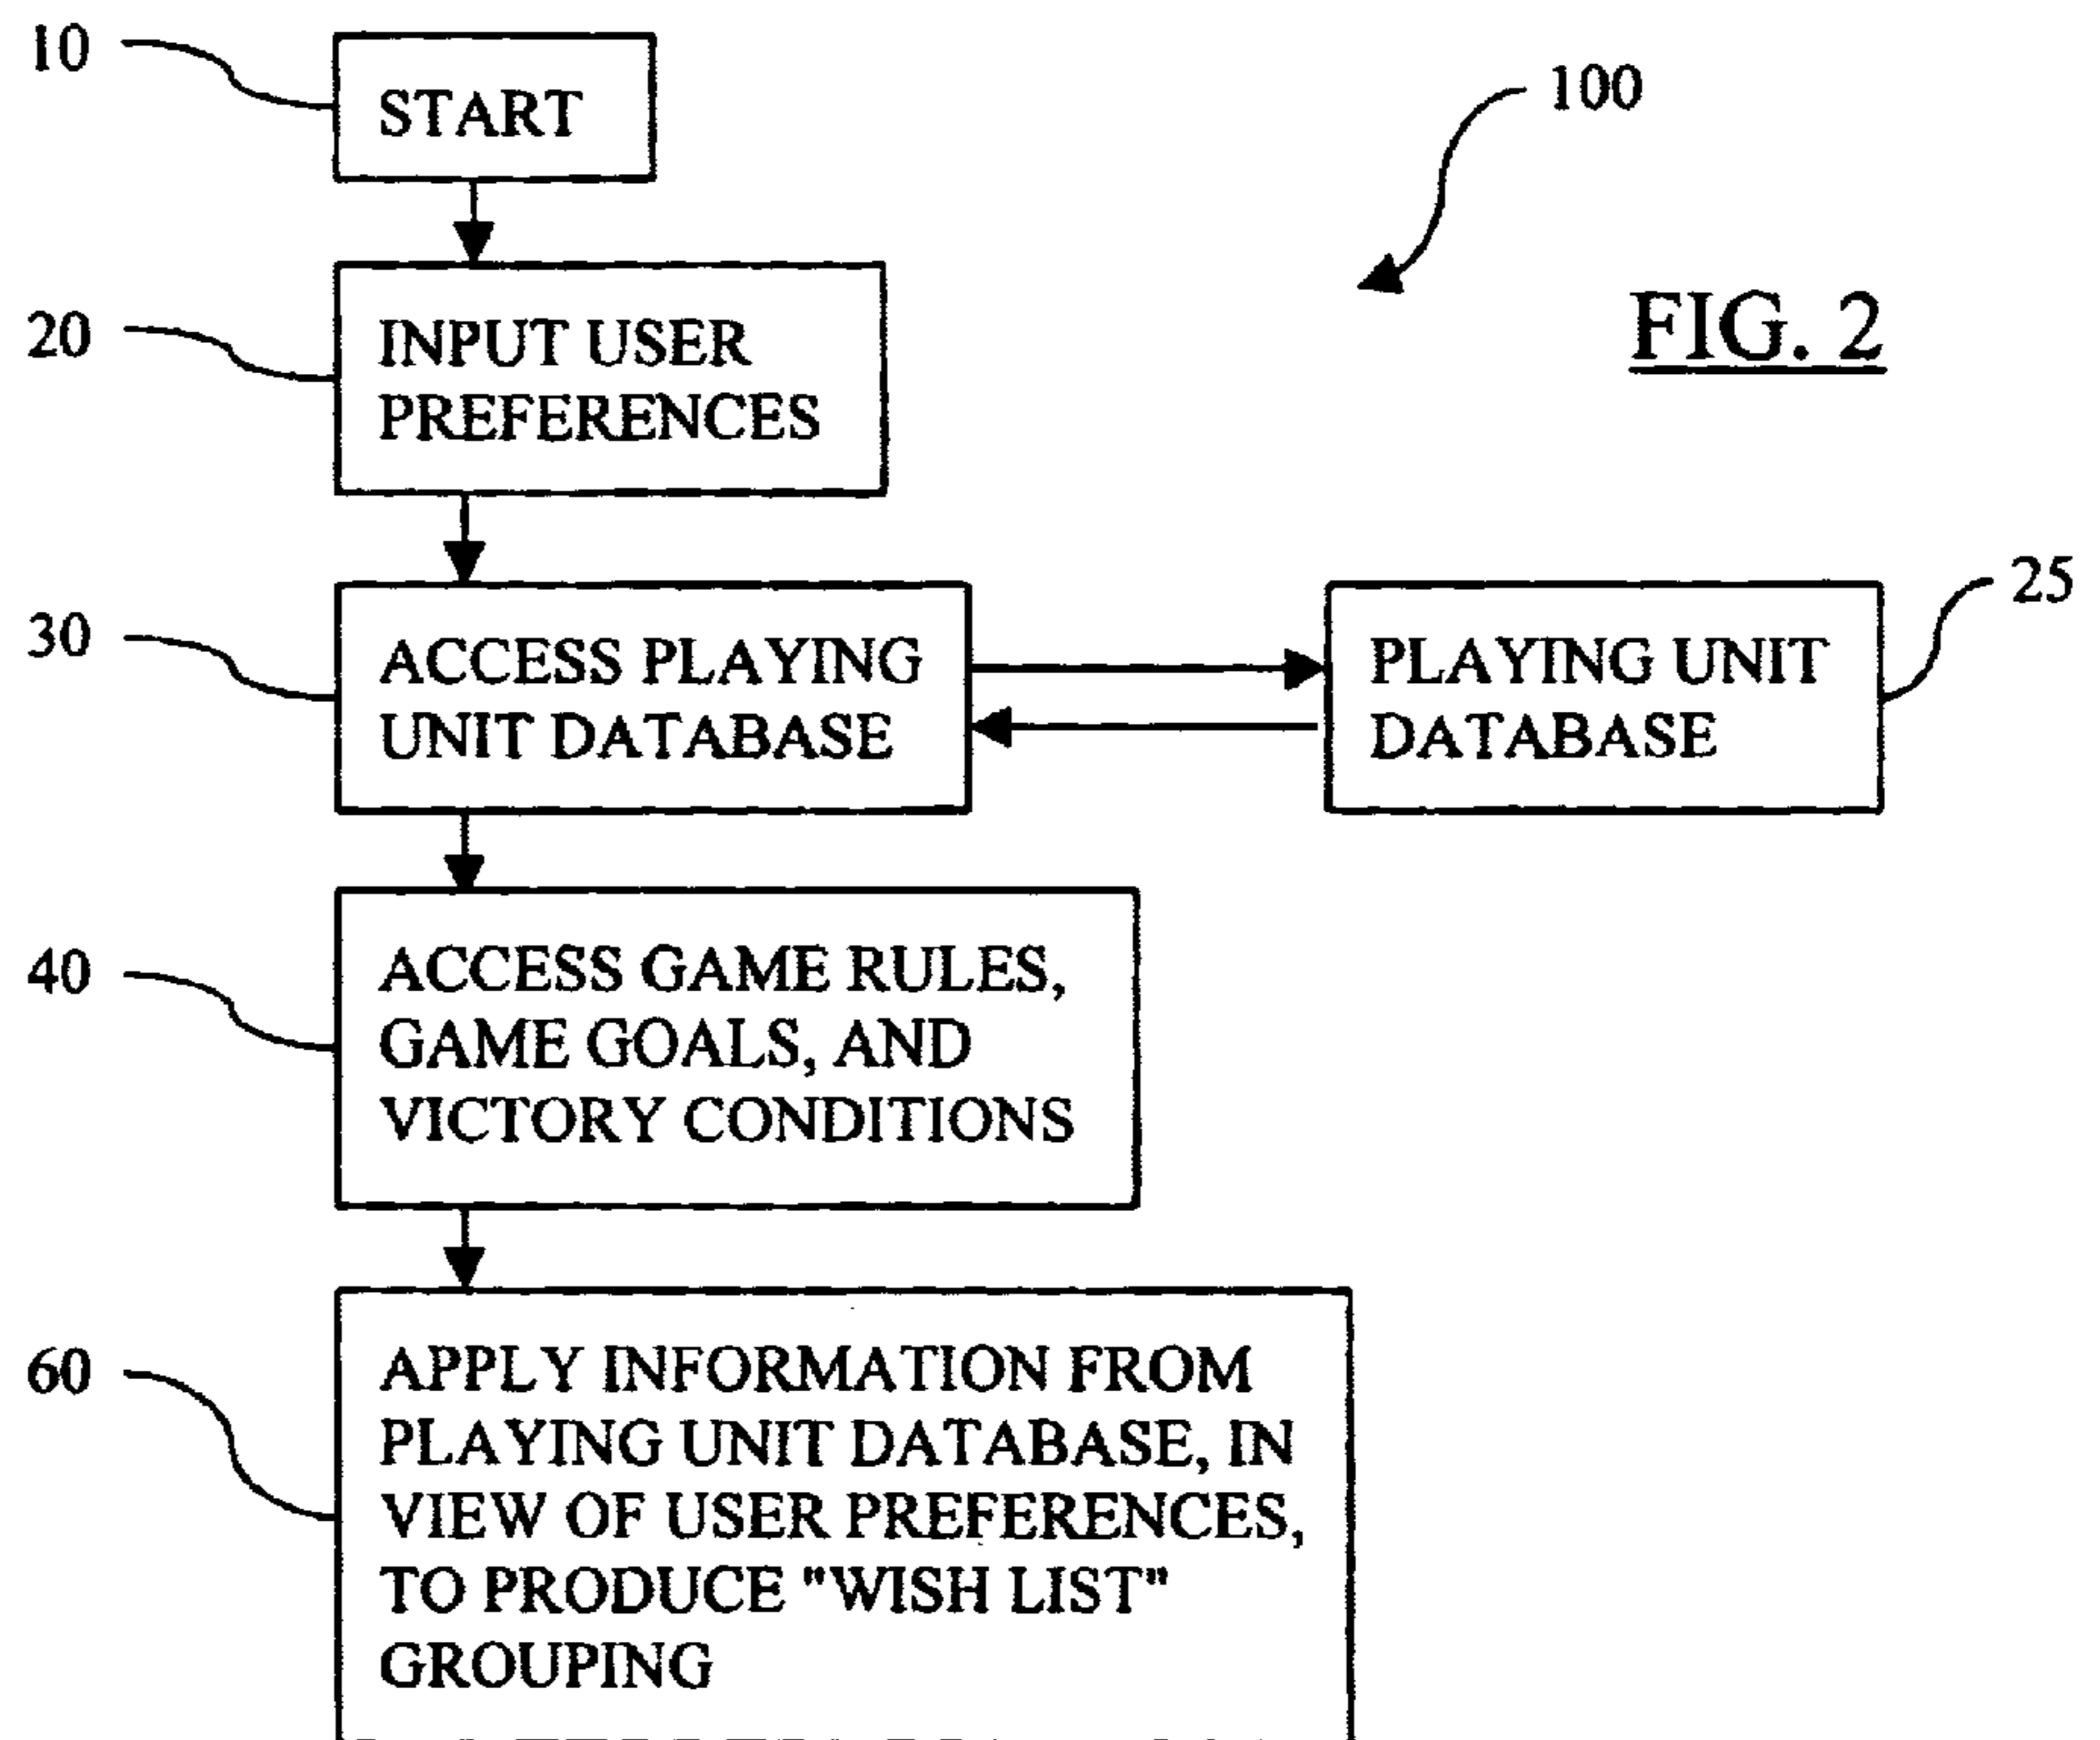 10
START
100
20
INPUT USER
PREFERENCES
FIG. 2
30
ACCESS PLAYING
UNIT DATABASE
PLAYING UNIT
DATABASE
25
40
ACCESS GAME RULES,
GAME GOALS, AND
VICTORY CONDITIONS
60
APPLY INFORMATION FROM
PLAYING UNIT DATABASE, IN
VIEW OF USER PREFERENCES,
TO PRODUCE "WISH LIST"
GROUPING